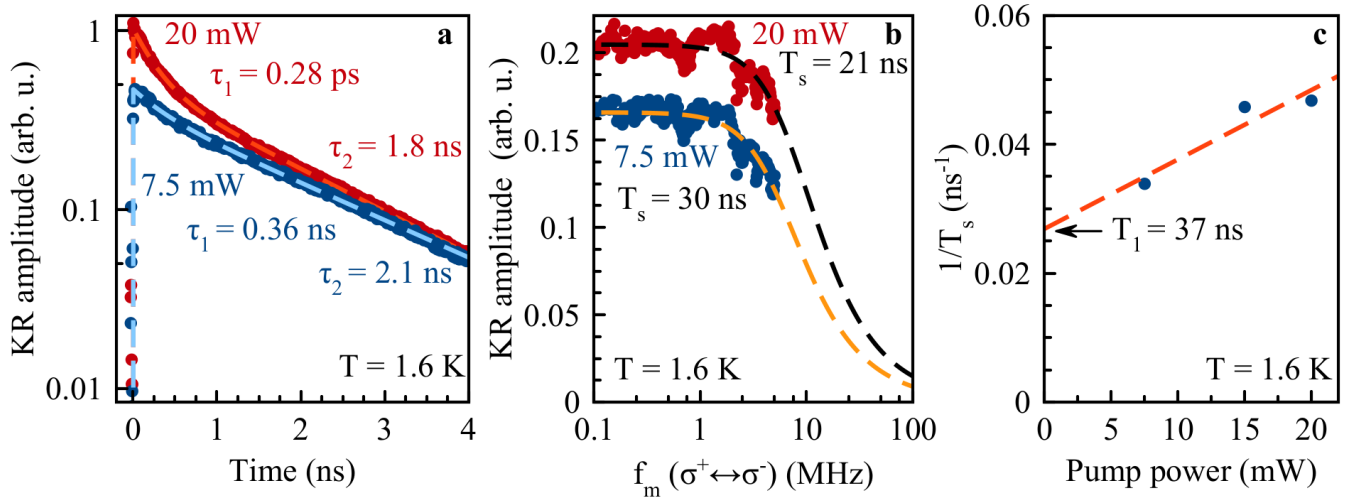 a
20 mW
τ1 = 0.28 ps
τ2 = 1.8 ns
7.5 mW
τ1 = 0.36 ns
τ2 = 2.1 ns
T = 1.6 K
KR amplitude (arb. u.)
1
0.1
0.01
0 1 2 3 4
Time (ns)
b
20 mW
Ts = 21 ns
7.5 mW
Ts = 30 ns
T = 1.6 K
KR amplitude (arb. u.)
0.2
0.15
0.1
0.05
0
0.1 1 10 100
fm (σ+↔σ-) (MHz)
c
T1 = 37 ns
T = 1.6 K
1/Ts (ns-1)
0.06
0.04
0.02
0
0 5 10 15 20
Pump power (mW)